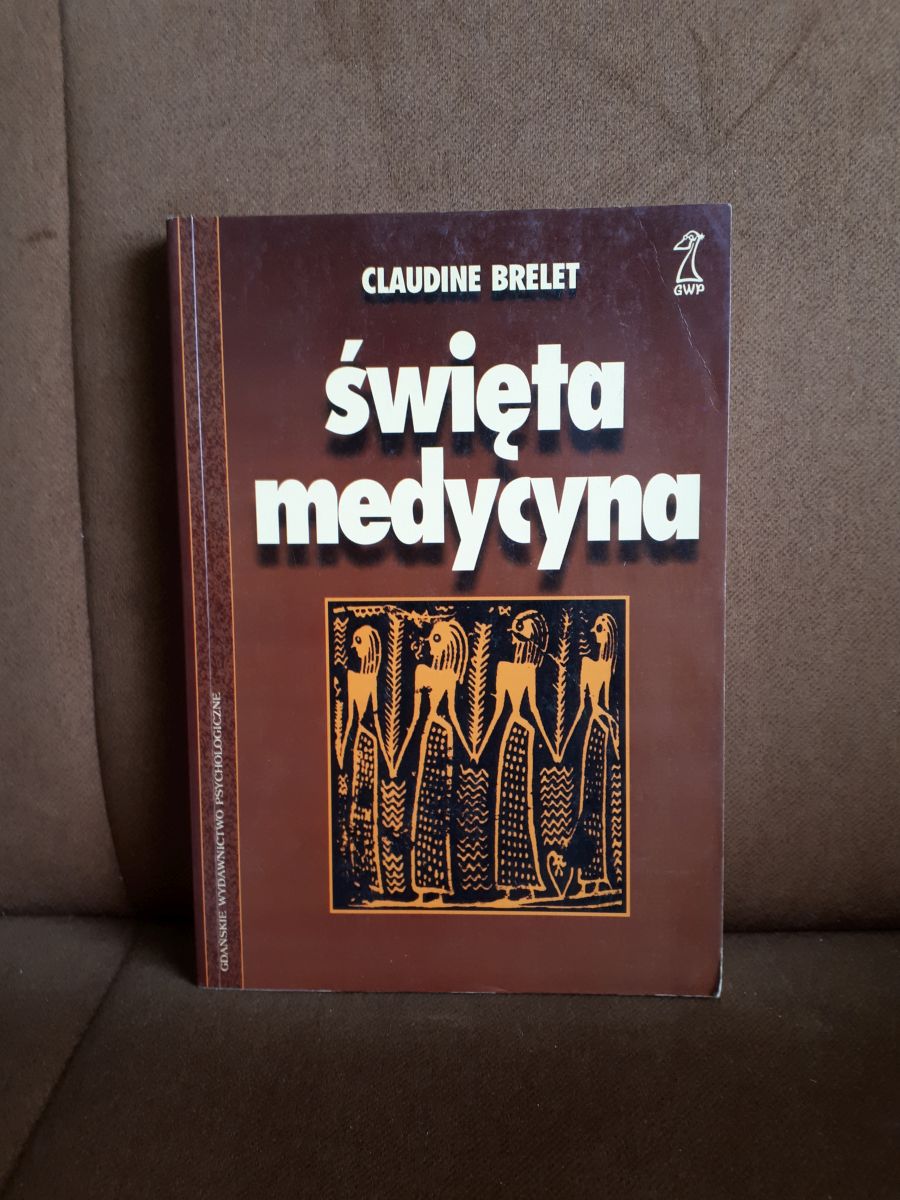 CLAUDINE BRELET
GWP
święta
medycyna
GDAŃSKIE WYDAWNICTWO PSYCHOLOGICZNE